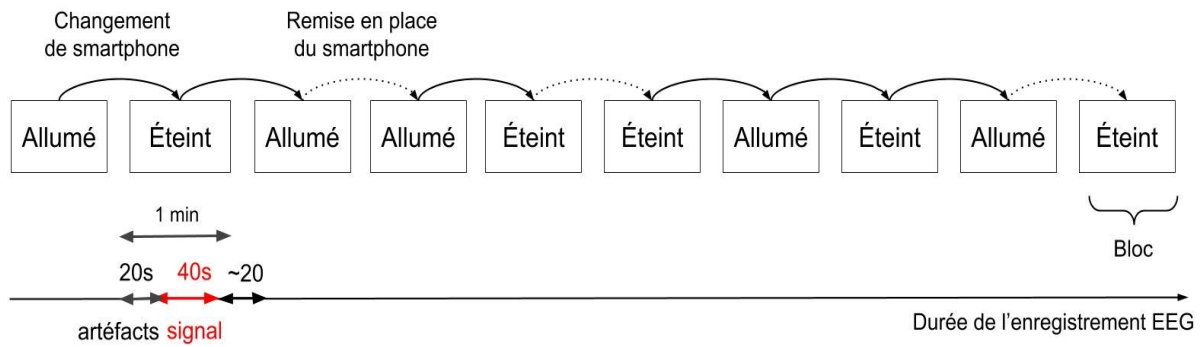 Changement
de smartphone
Remise en place
du smartphone
Allumé
Éteint
Allumé
Allumé
Éteint
Éteint
Allumé
Éteint
Allumé
Éteint
1 min
Bloc
20s
40s
~20
artéfacts
signal
Durée de l'enregistrement EEG